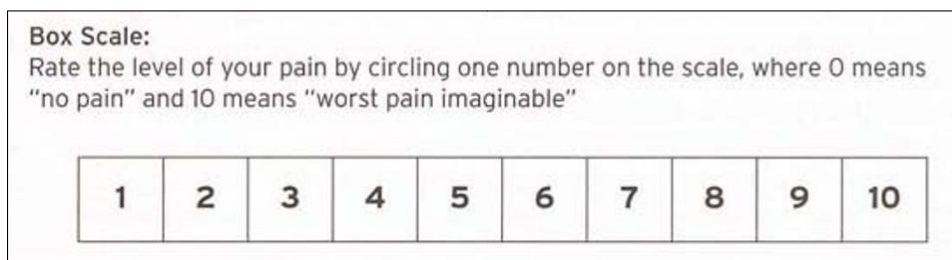 Box Scale:
Rate the level of your pain by circling one number on the scale, where 0 means
"no pain" and 10 means "worst pain imaginable"
1 2 3 4 5 6 7 8 9 10